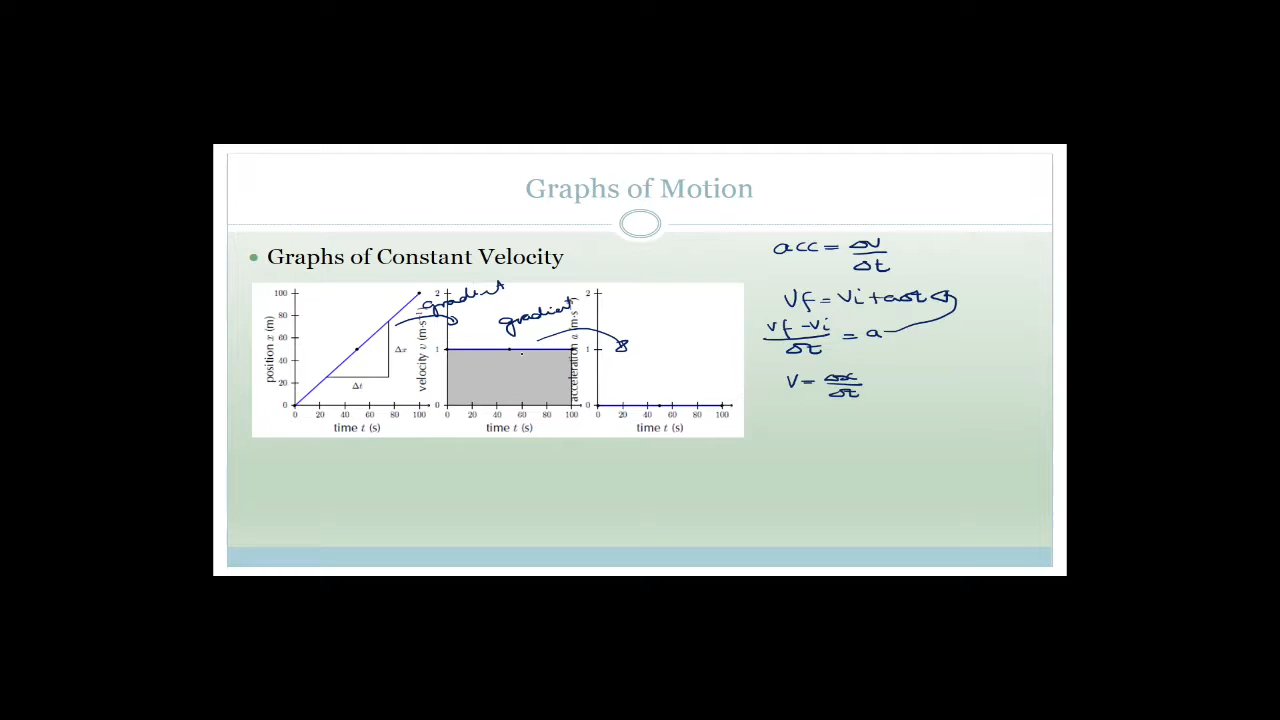 Graphs of Motion
Graphs of Constant Velocity
position x (m)
100
80
60
40
20
0
Δx
Δt
0 20 40 60 80 100
time t (s)
gradient
velocity v (m·s⁻¹)
2
1
0
gradient
0 20 40 60 80 100
time t (s)
acceleration a (m·s⁻²)
2
1
0
0 20 40 60 80 100
time t (s)
acc = Δv/Δt
vf = vi + aΔt
vf - vi/Δt = a
v = Δx/Δt